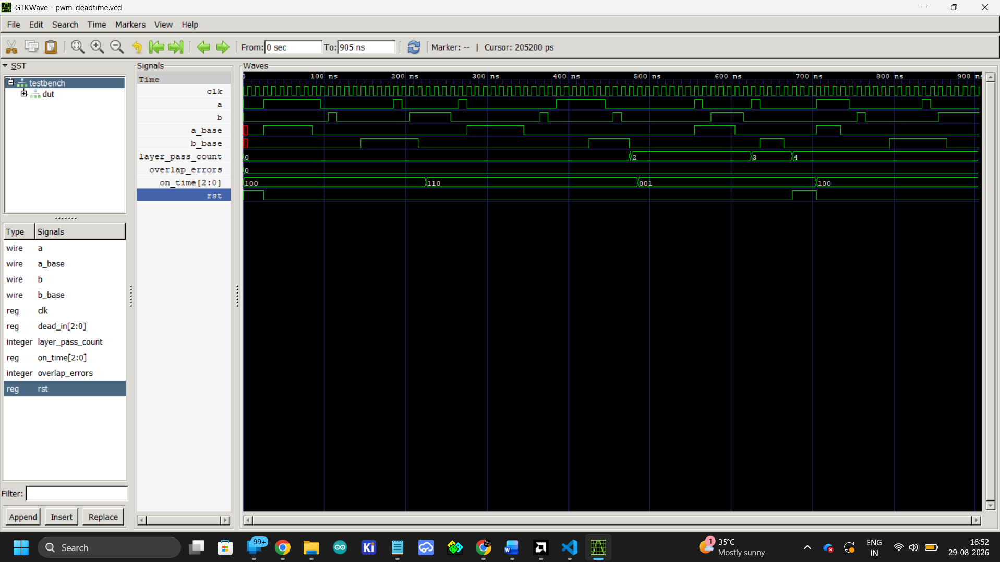 GTKWave - pwm_deadtime.vcd
File Edit Search Time Markers View Help
From: 0 sec To: 905 ns Marker: -- | Cursor: 205200 ps
SST
testbench
dut
Type Signals
wire a
wire a_base
wire b
wire b_base
reg clk
reg dead_in[2:0]
integer layer_pass_count
reg on_time[2:0]
integer overlap_errors
reg rst
Filter:
Append Insert Replace
Signals
Time
clk
a
b
a_base
b_base
layer_pass_count
overlap_errors
on_time[2:0]
rst
Waves
0 100 ns 200 ns 300 ns 400 ns 500 ns 600 ns 700 ns 800 ns 900 ns
0 2 3 4
0
100 110 001 100
Search
99+
Ki
1
35°C
Mostly sunny
ENG
IN
16:52
29-08-2026